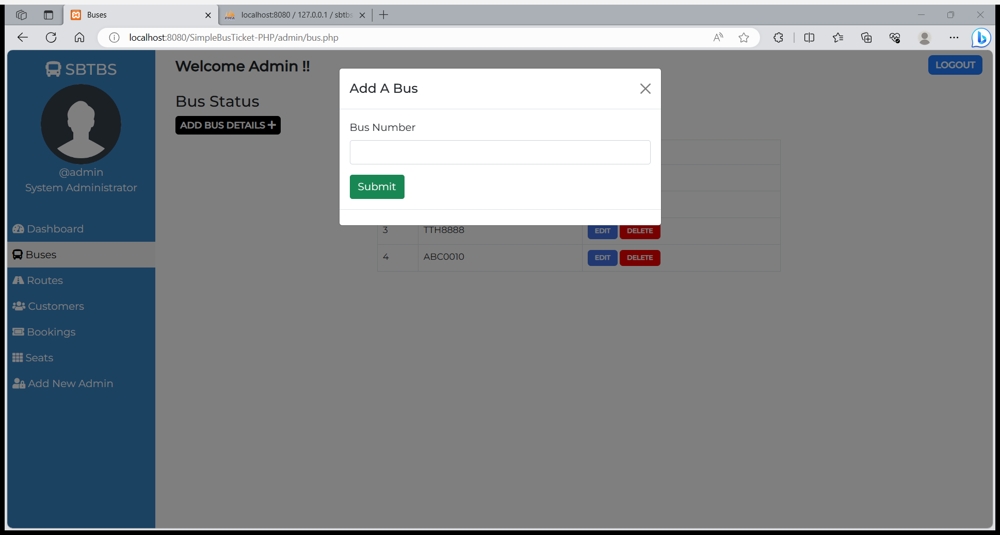 Buses
localhost:8080 / 127.0.0.1 / sbtbs
localhost:8080/SimpleBusTicket-PHP/admin/bus.php
SBTBS
@admin
System Administrator
Dashboard
Buses
Routes
Customers
Bookings
Seats
Add New Admin
Welcome Admin !!
LOGOUT
Bus Status
ADD BUS DETAILS
Add A Bus
Bus Number
Submit
3 TTH8888 EDIT DELETE
4 ABC0010 EDIT DELETE